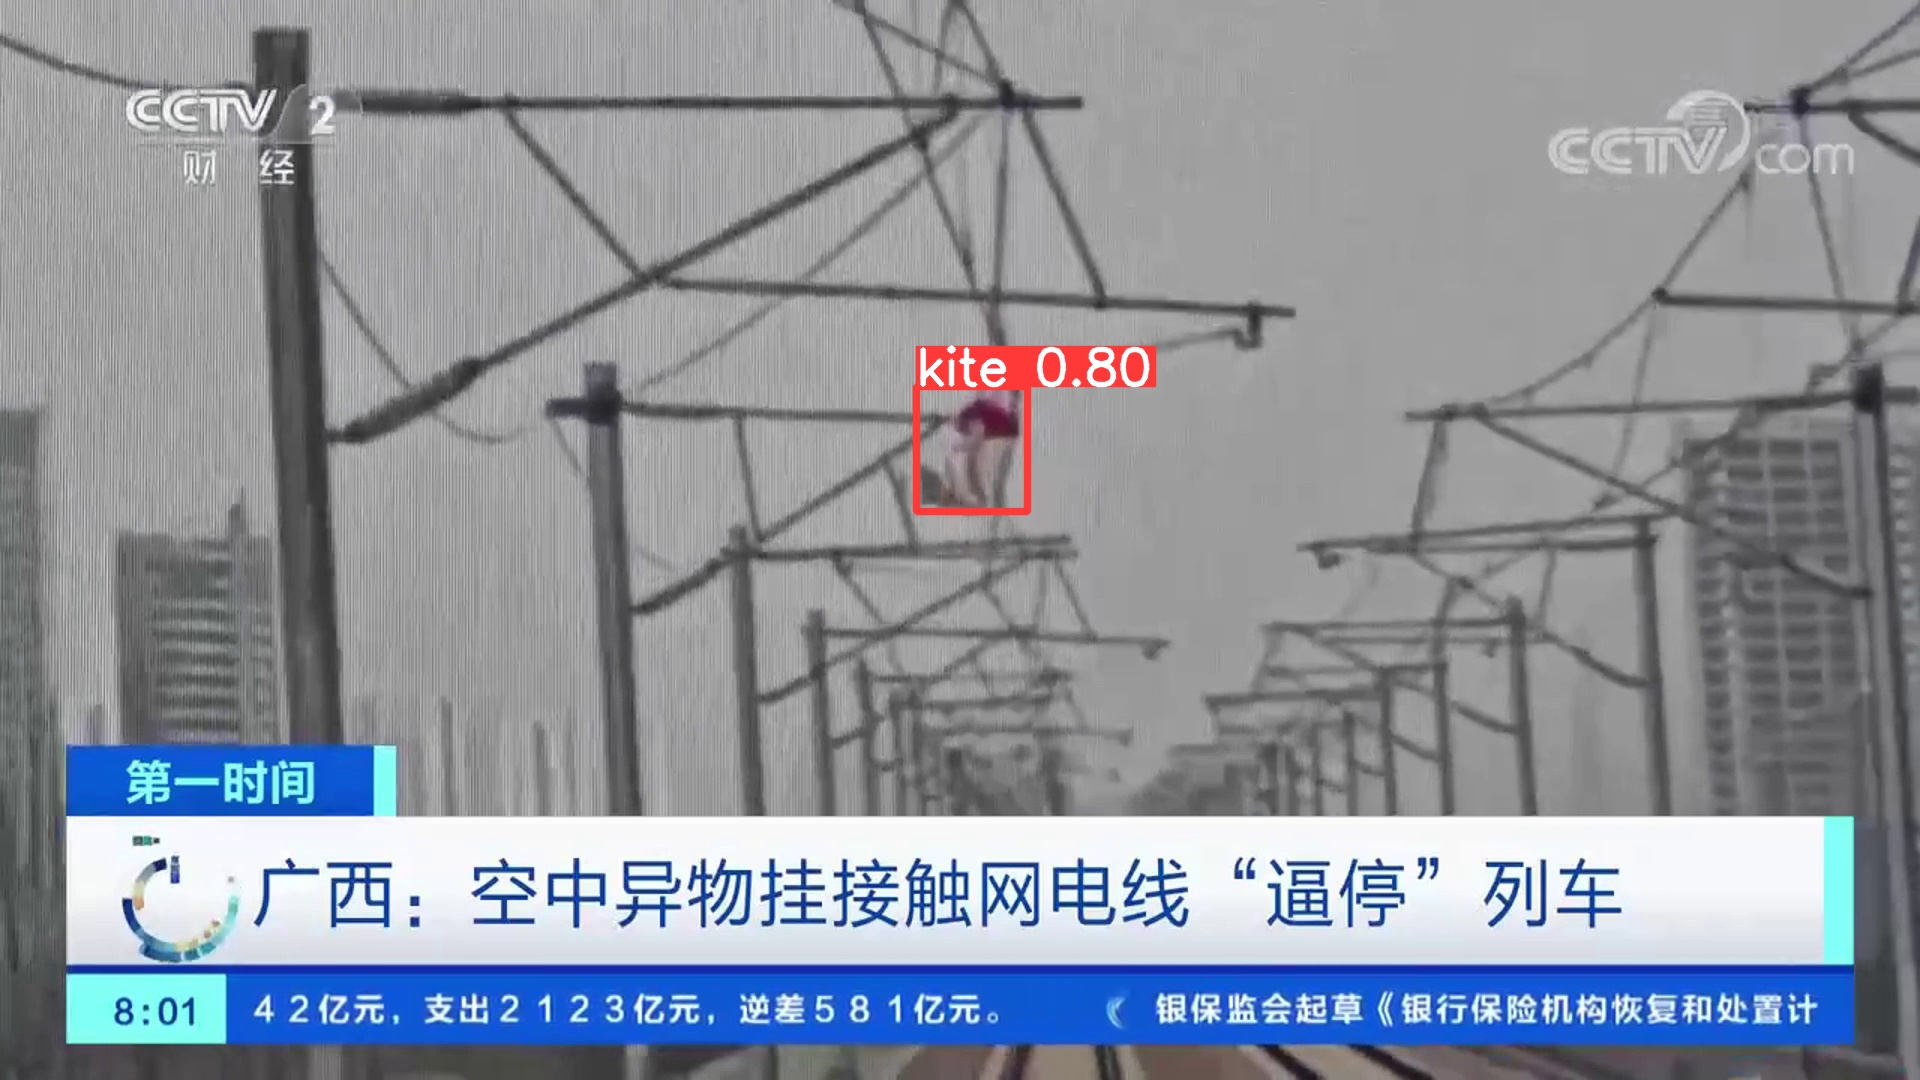 CCTV 2
财 经
CCTV com
kite 0.80
第一时间
广西：空中异物挂接触网电线“逼停”列车
8:01
42亿元，支出2123亿元，逆差581亿元。 银保监会起草《银行保险机构恢复和处置计